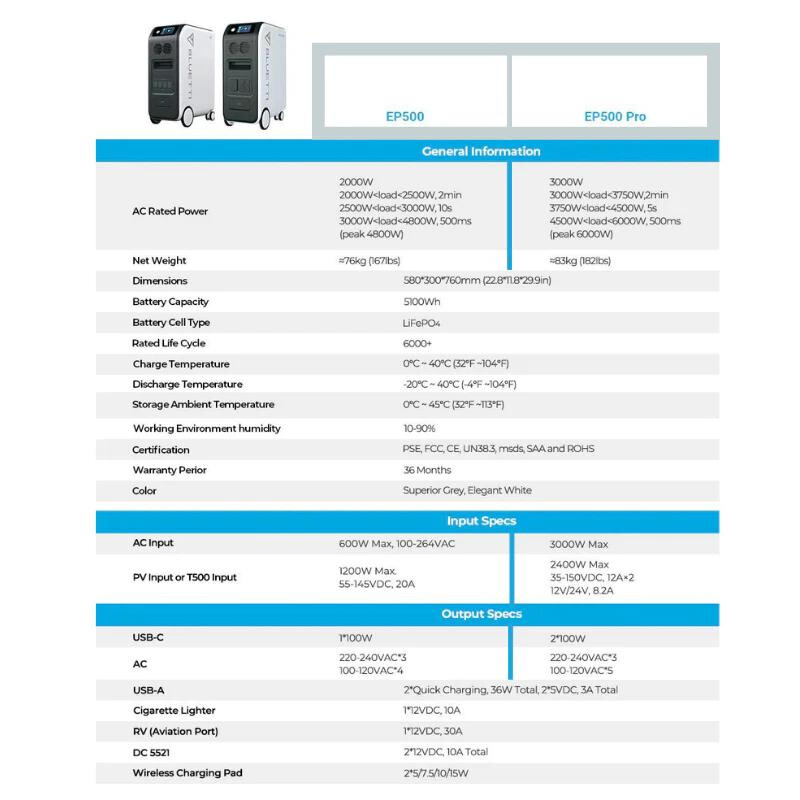 BLUETTI
BLUETTI
EP500
EP500 Pro
General Information
AC Rated Power
2000W
2000W<load<2500W, 2min
2500W<load<3000W, 10s
3000W<load<4800W, 500ms
(peak 4800W)
3000W
3000W<load<3750W,2min
3750W<load<4500W, 5s
4500W<load<6000W, 500ms
(peak 6000W)
Net Weight
≈76kg (167lbs)
≈83kg (182lbs)
Dimensions
580*300*760mm (22.8*11.8*29.9in)
Battery Capacity
5100Wh
Battery Cell Type
LiFePO4
Rated Life Cycle
6000+
Charge Temperature
0°C ~ 40°C (32°F ~104°F)
Discharge Temperature
-20°C ~ 40°C (-4°F ~104°F)
Storage Ambient Temperature
0°C ~ 45°C (32°F ~113°F)
Working Environment humidity
10-90%
Certification
PSE, FCC, CE, UN38.3, msds, SAA and ROHS
Warranty Perior
36 Months
Color
Superior Grey, Elegant White
Input Specs
AC Input
600W Max, 100-264VAC
3000W Max
PV Input or T500 Input
1200W Max.
55-145VDC, 20A
2400W Max
35-150VDC, 12A×2
12V/24V, 8.2A
Output Specs
USB-C
1*100W
2*100W
AC
220-240VAC*3
100-120VAC*4
220-240VAC*3
100-120VAC*5
USB-A
2*Quick Charging, 36W Total, 2*5VDC, 3A Total
Cigarette Lighter
1*12VDC, 10A
RV (Aviation Port)
1*12VDC, 30A
DC 5521
2*12VDC, 10A Total
Wireless Charging Pad
2*5/7.5/10/15W